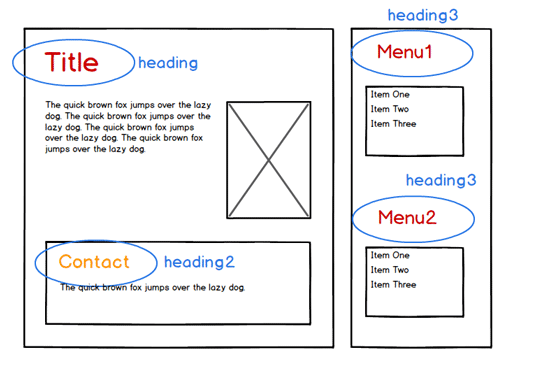 Title heading
The quick brown fox jumps over the lazy
dog. The quick brown fox jumps over the
lazy dog. The quick brown fox jumps
over the lazy dog. The quick brown fox
jumps over the lazy dog.
Contact heading2
The quick brown fox jumps over the lazy dog.
heading3
Menu1
Item One
Item Two
Item Three
heading3
Menu2
Item One
Item Two
Item Three